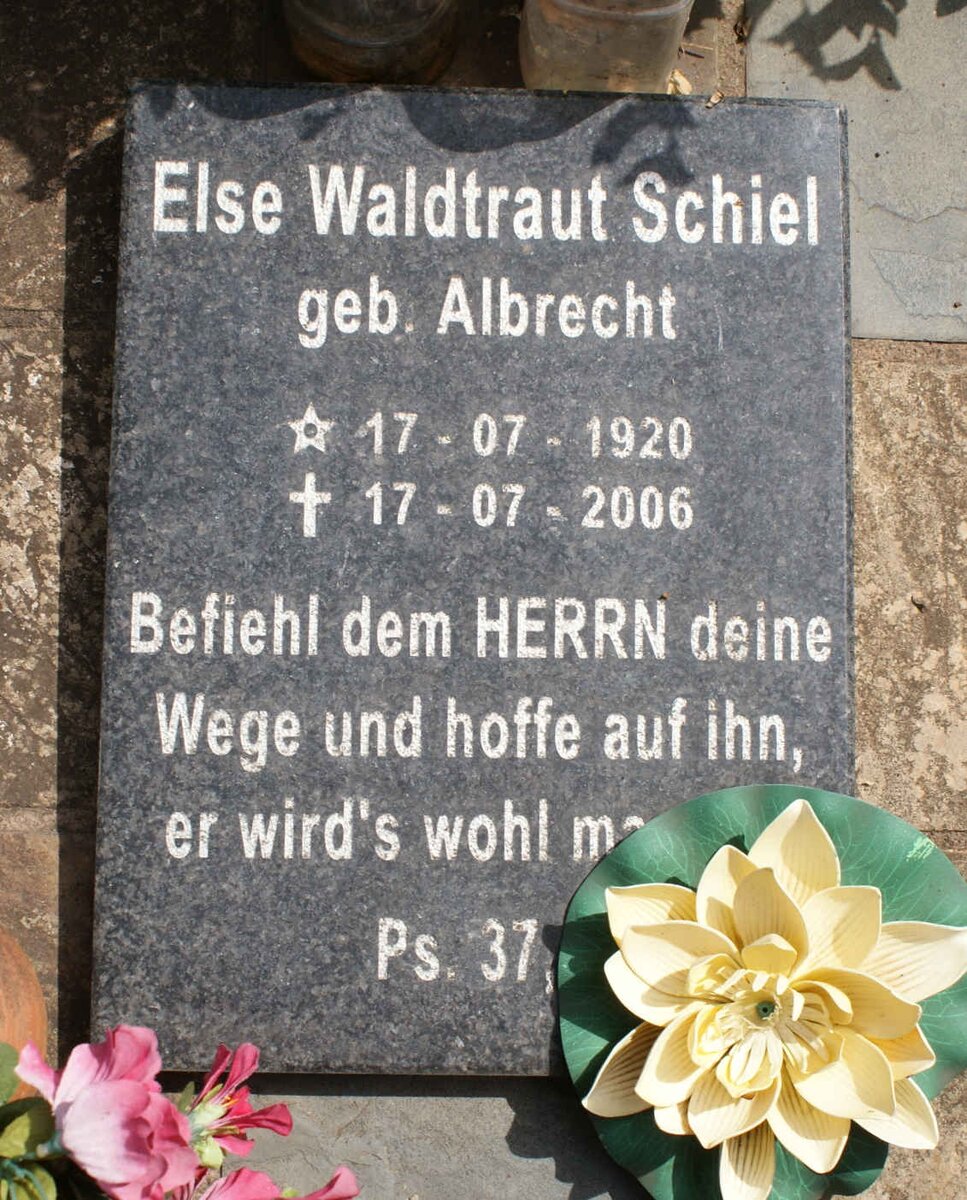 Else Waldtraut Schiel
geb. Albrecht
17 - 07 - 1920
17 - 07 - 2006
Befiehl dem HERRN deine
Wege und hoffe auf ihn,
er wird's wohl
Ps. 37,